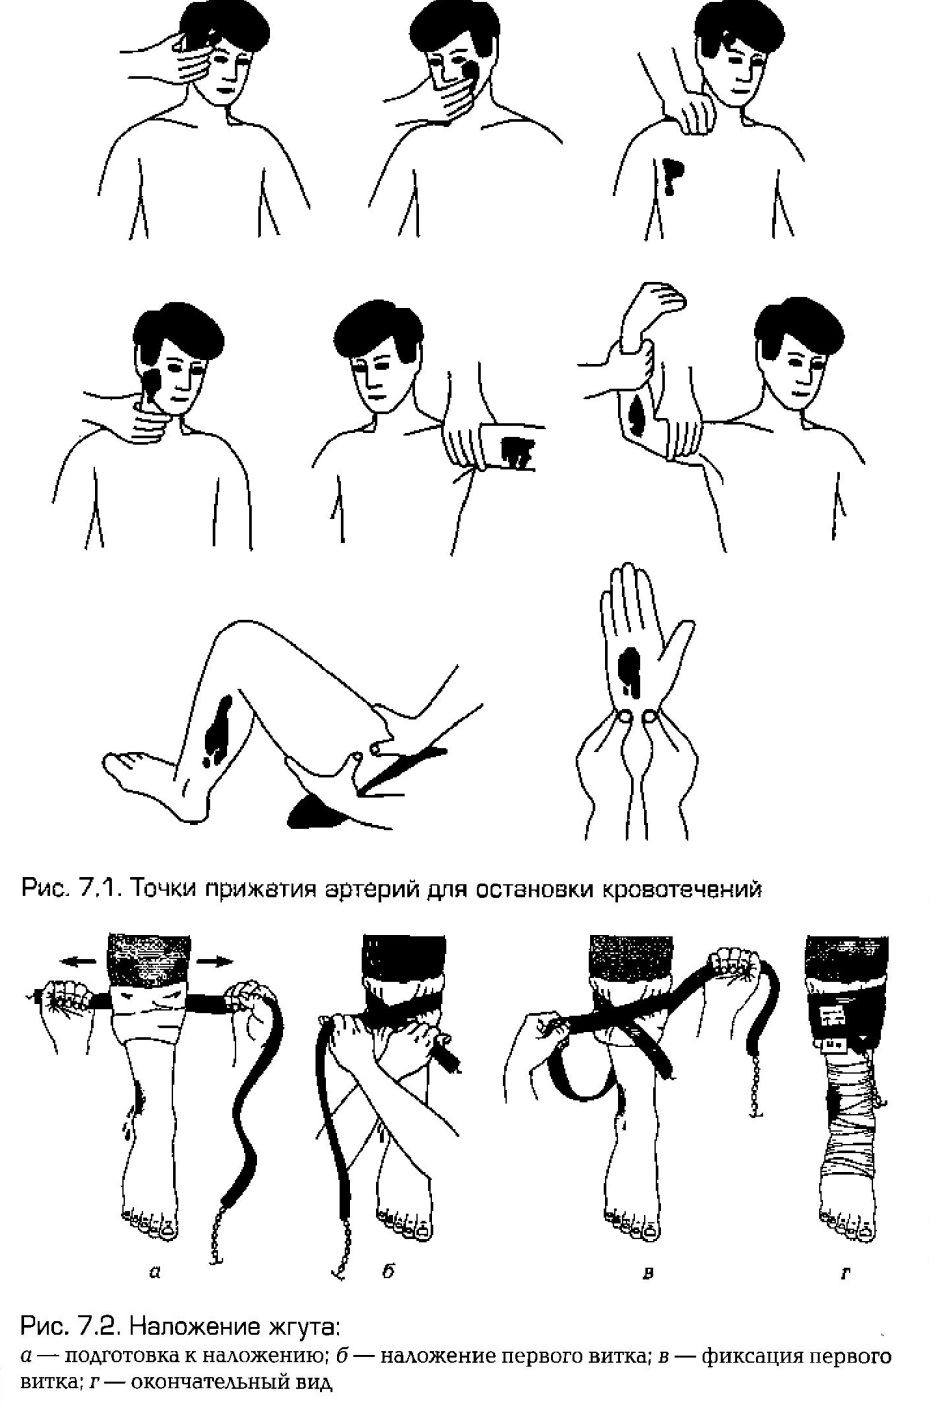 Рис. 7.1. Точки прижатия артерий для остановки кровотечений
а б в г
Рис. 7.2. Наложение жгута:
а — подготовка к наложению; б — наложение первого витка; в — фиксация первого
витка; г — окончательный вид